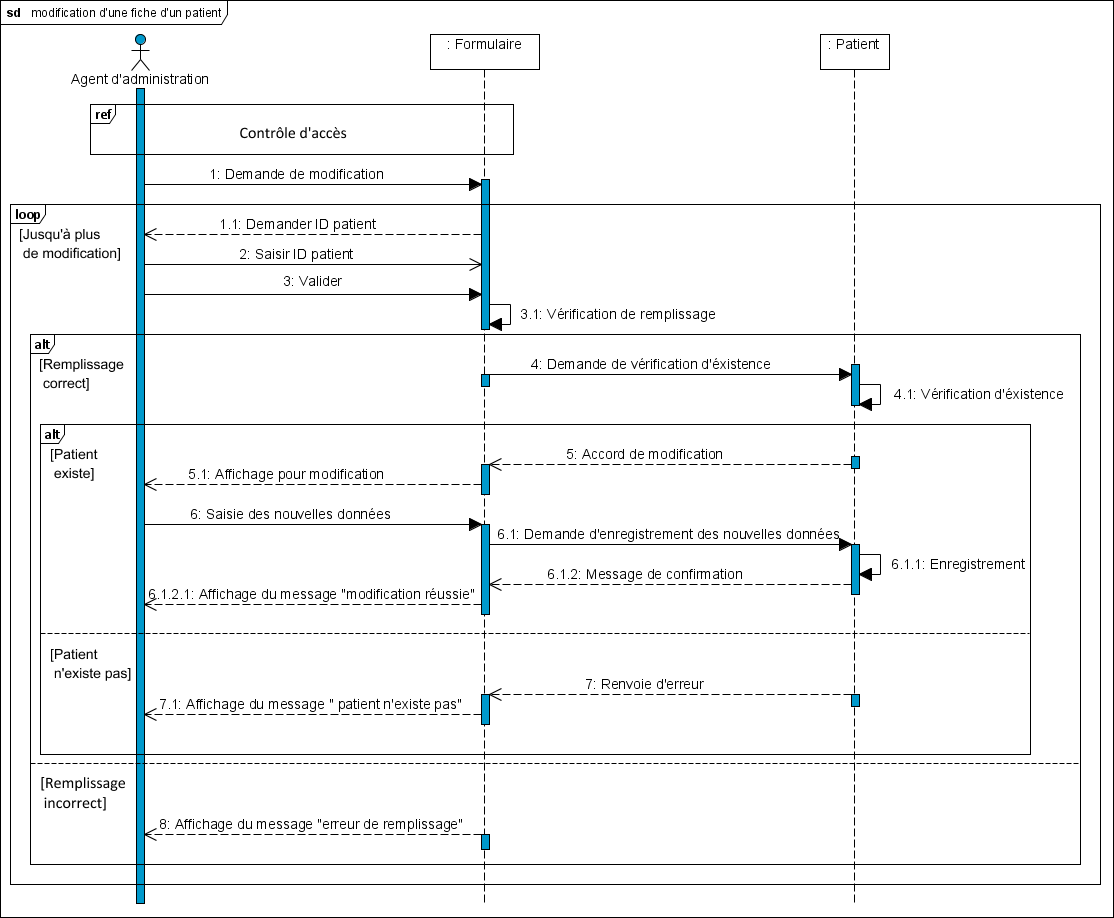 sd modification d'une fiche d'un patient
: Formulaire
: Patient
Agent d'administration
ref
Contrôle d'accès
1: Demande de modification
loop
[Jusqu'à plus
de modification]
1.1: Demander ID patient
2: Saisir ID patient
3: Valider
3.1: Vérification de remplissage
alt
[Remplissage
correct]
4: Demande de vérification d'éxistence
4.1: Vérification d'éxistence
alt
[Patient
existe]
5: Accord de modification
5.1: Affichage pour modification
6: Saisie des nouvelles données
6.1: Demande d'enregistrement des nouvelles données
6.1.1: Enregistrement
6.1.2: Message de confirmation
6.1.2.1: Affichage du message "modification réussie"
[Patient
n'existe pas]
7: Renvoie d'erreur
7.1: Affichage du message " patient n'existe pas"
[Remplissage
incorrect]
8: Affichage du message "erreur de remplissage"